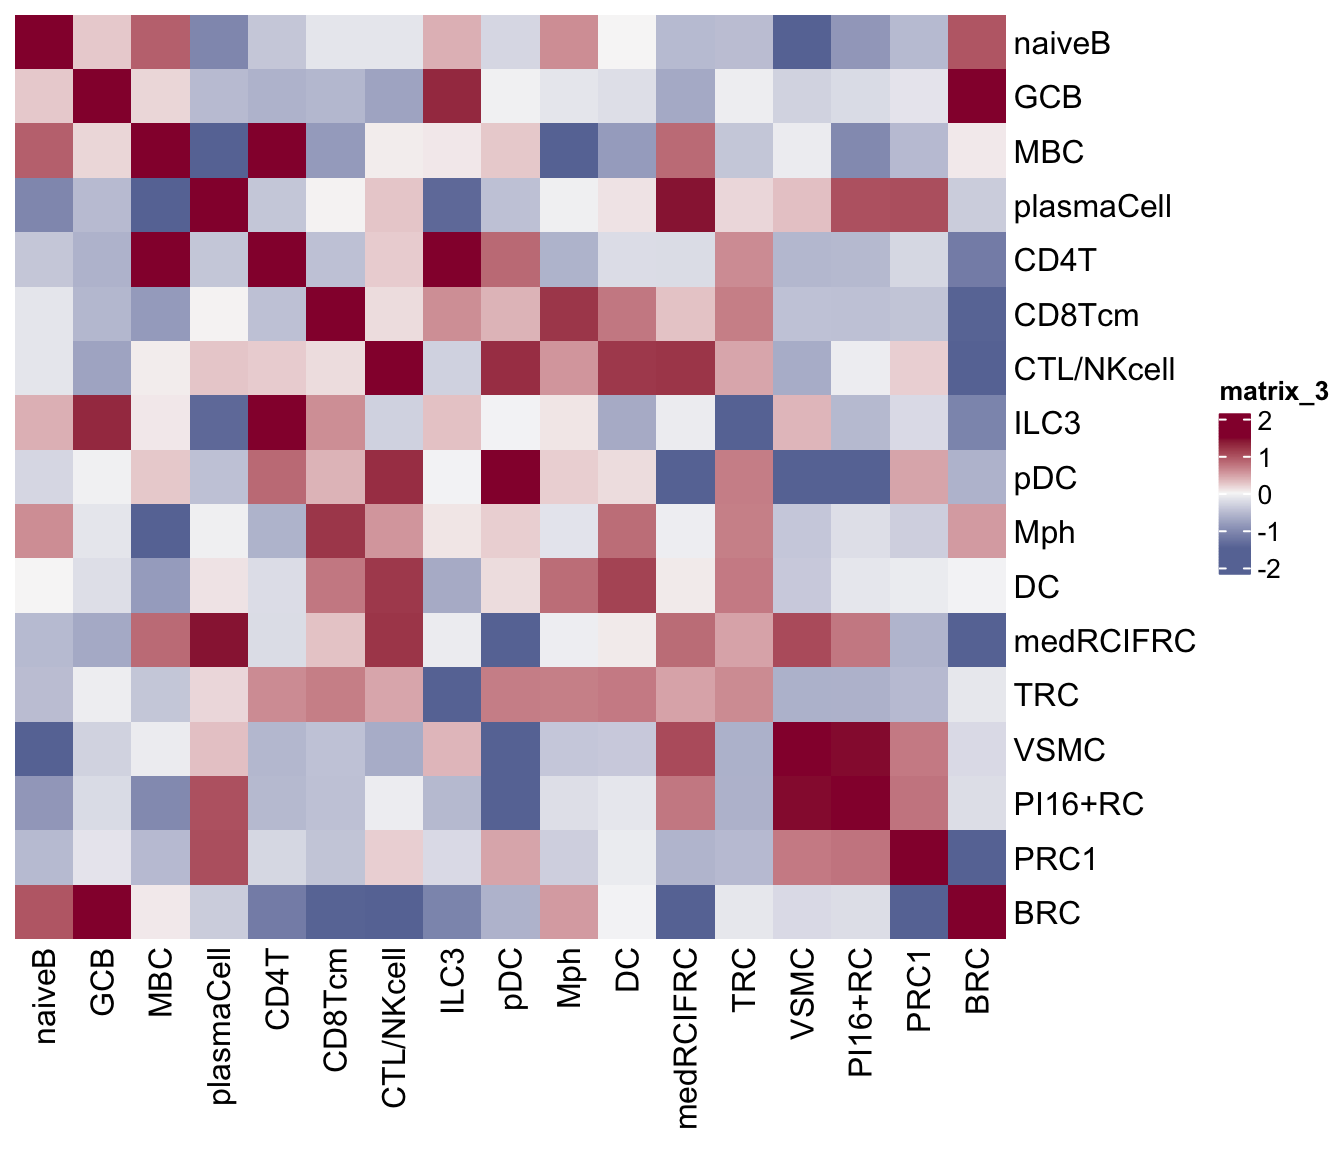 naiveB
GCB
MBC
plasmaCell
CD4T
CD8Tcm
CTL/NKcell
ILC3
pDC
Mph
DC
medRCIFRC
TRC
VSMC
PI16+RC
PRC1
BRC
matrix_3
2
1
0
-1
-2
naiveB
GCB
MBC
plasmaCell
CD4T
CD8Tcm
CTL/NKcell
ILC3
pDC
Mph
DC
medRCIFRC
TRC
VSMC
PI16+RC
PRC1
BRC